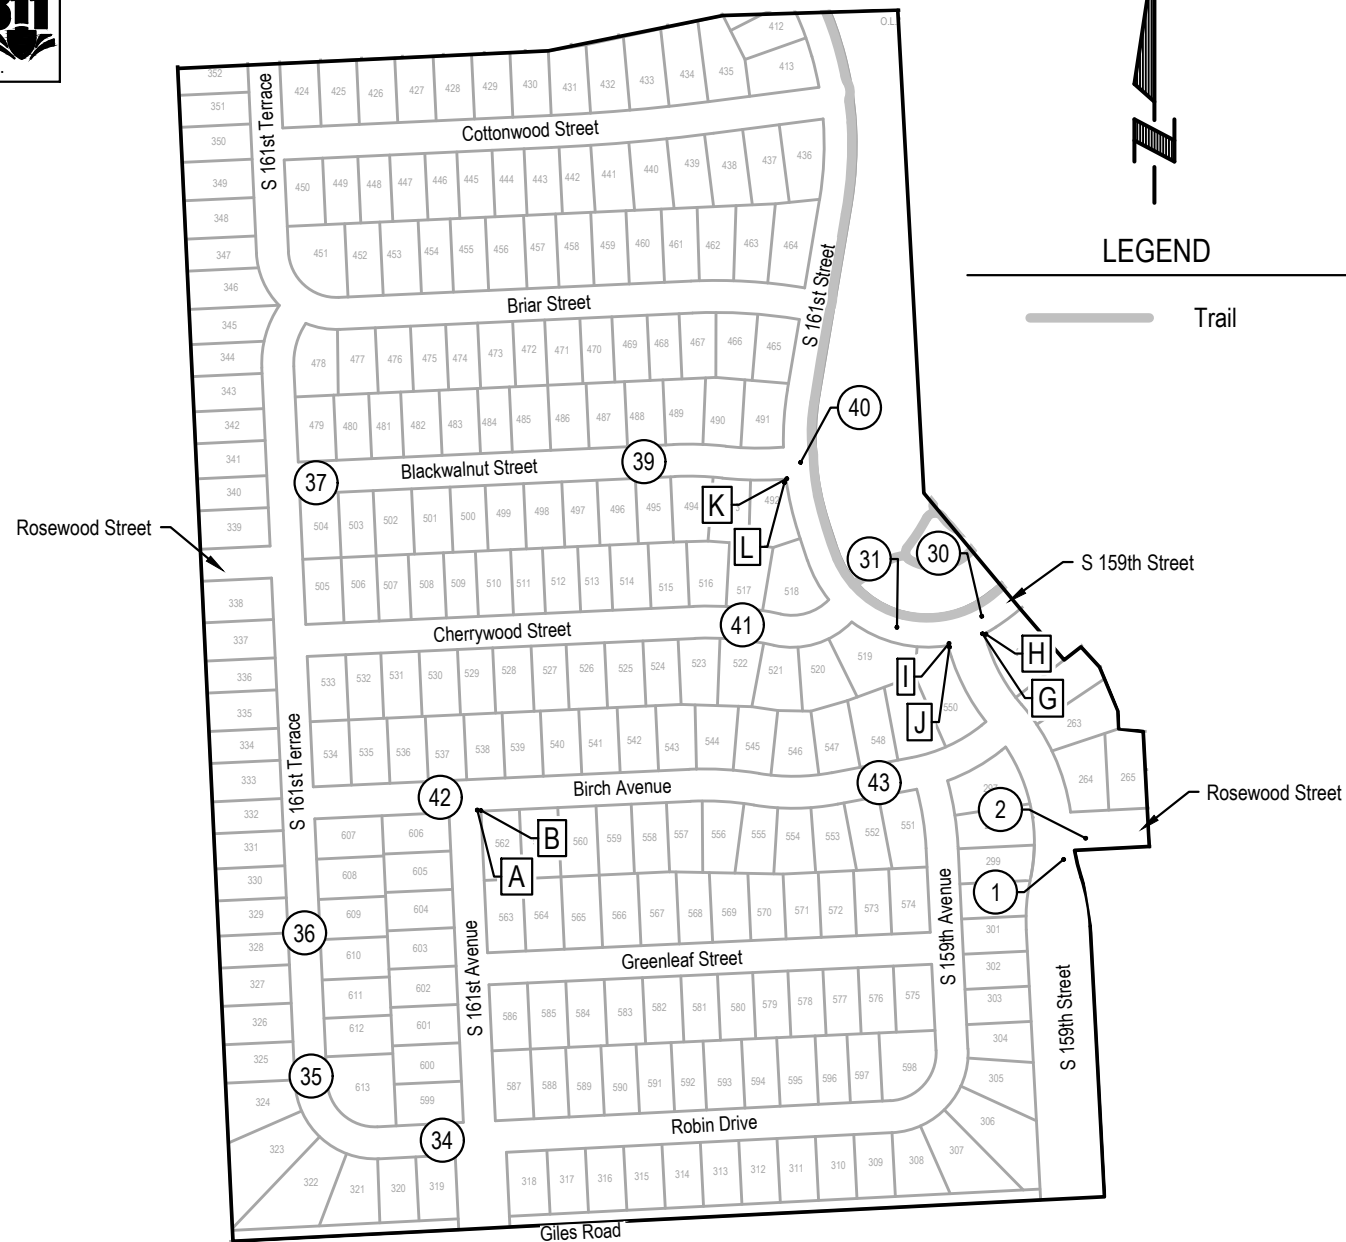 O.L.
412
352 424 425 426 427 428 429 430 431 432 433 434 435 413
351
S 161st Terrace
350
Cottonwood Street
349 450 449 448 447 446 445 444 443 442 441 440 439 438 437 436
348
347 451 452 453 454 455 456 457 458 459 460 461 462 463 464
LEGEND
346
Briar Street
S 161st Street
Trail
345
344 478 477 476 475 474 473 472 471 470 469 468 467 466 465
343
342 479 480 481 482 483 484 485 486 487 488 489 490 491
40
341
Blackwalnut Street
39
37
340
K
492
339 504 503 502 501 500 499 498 497 496 495 494
Rosewood Street
L
31
30
S 159th Street
338 505 506 507 508 509 510 511 512 513 514 515 516 517 518
337
Cherrywood Street
41
H
336 533 532 531 530 529 528 527 526 525 524 523 522 521 520 519
I
G
335
J
550
263
334 534 535 536 537 538 539 540 541 542 543 544 545 546 547 548
S 161st Terrace
333
264 265
42
Birch Avenue
43
Rosewood Street
332
2
331 607 606 562 560 559 558 557 556 555 554 553 552 551
B
A
330 608 605
299
1
329 609 604 563 564 565 566 567 568 569 570 571 572 573 574
S 159th Avenue
36
301
328 610 603
S 161st Avenue
Greenleaf Street
302
327 611 602
303
S 159th Street
326 612 601 586 585 584 583 582 581 580 579 578 577 576 575
304
325 600
35
324 613 599 587 588 589 590 591 592 593 594 595 596 597 598
305
306
323
34
Robin Drive
307
322 321 320 319 318 317 316 315 314 313 312 311 310 309 308
Giles Road